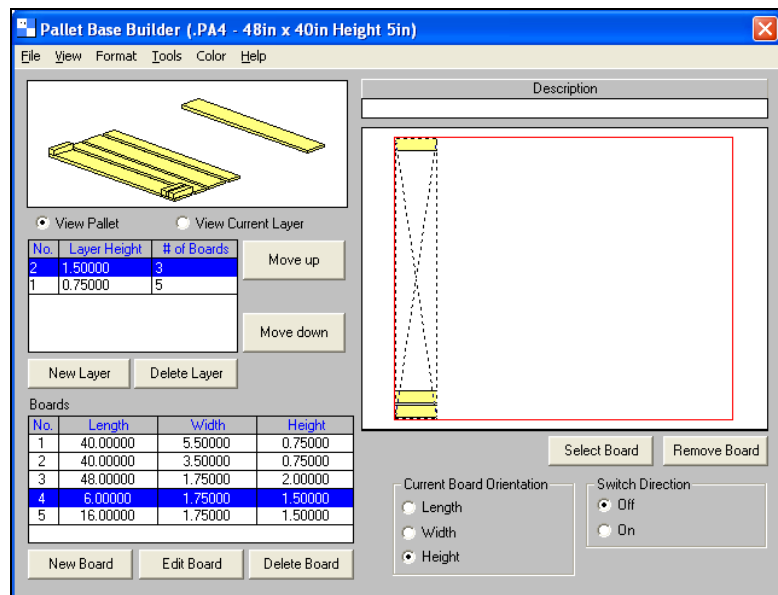 Pallet Base Builder (.PA4 - 48in x 40in Height 5in)
File View Format Tools Color Help
Description
View Pallet View Current Layer
No. Layer Height # of Boards
2 1.50000 3
1 0.75000 5
Move up
Move down
New Layer Delete Layer
Boards
No. Length Width Height
1 40.00000 5.50000 0.75000
2 40.00000 3.50000 0.75000
3 48.00000 1.75000 2.00000
4 6.00000 1.75000 1.50000
5 16.00000 1.75000 1.50000
New Board Edit Board Delete Board
Select Board Remove Board
Current Board Orientation
Length
Width
Height
Switch Direction
Off
On